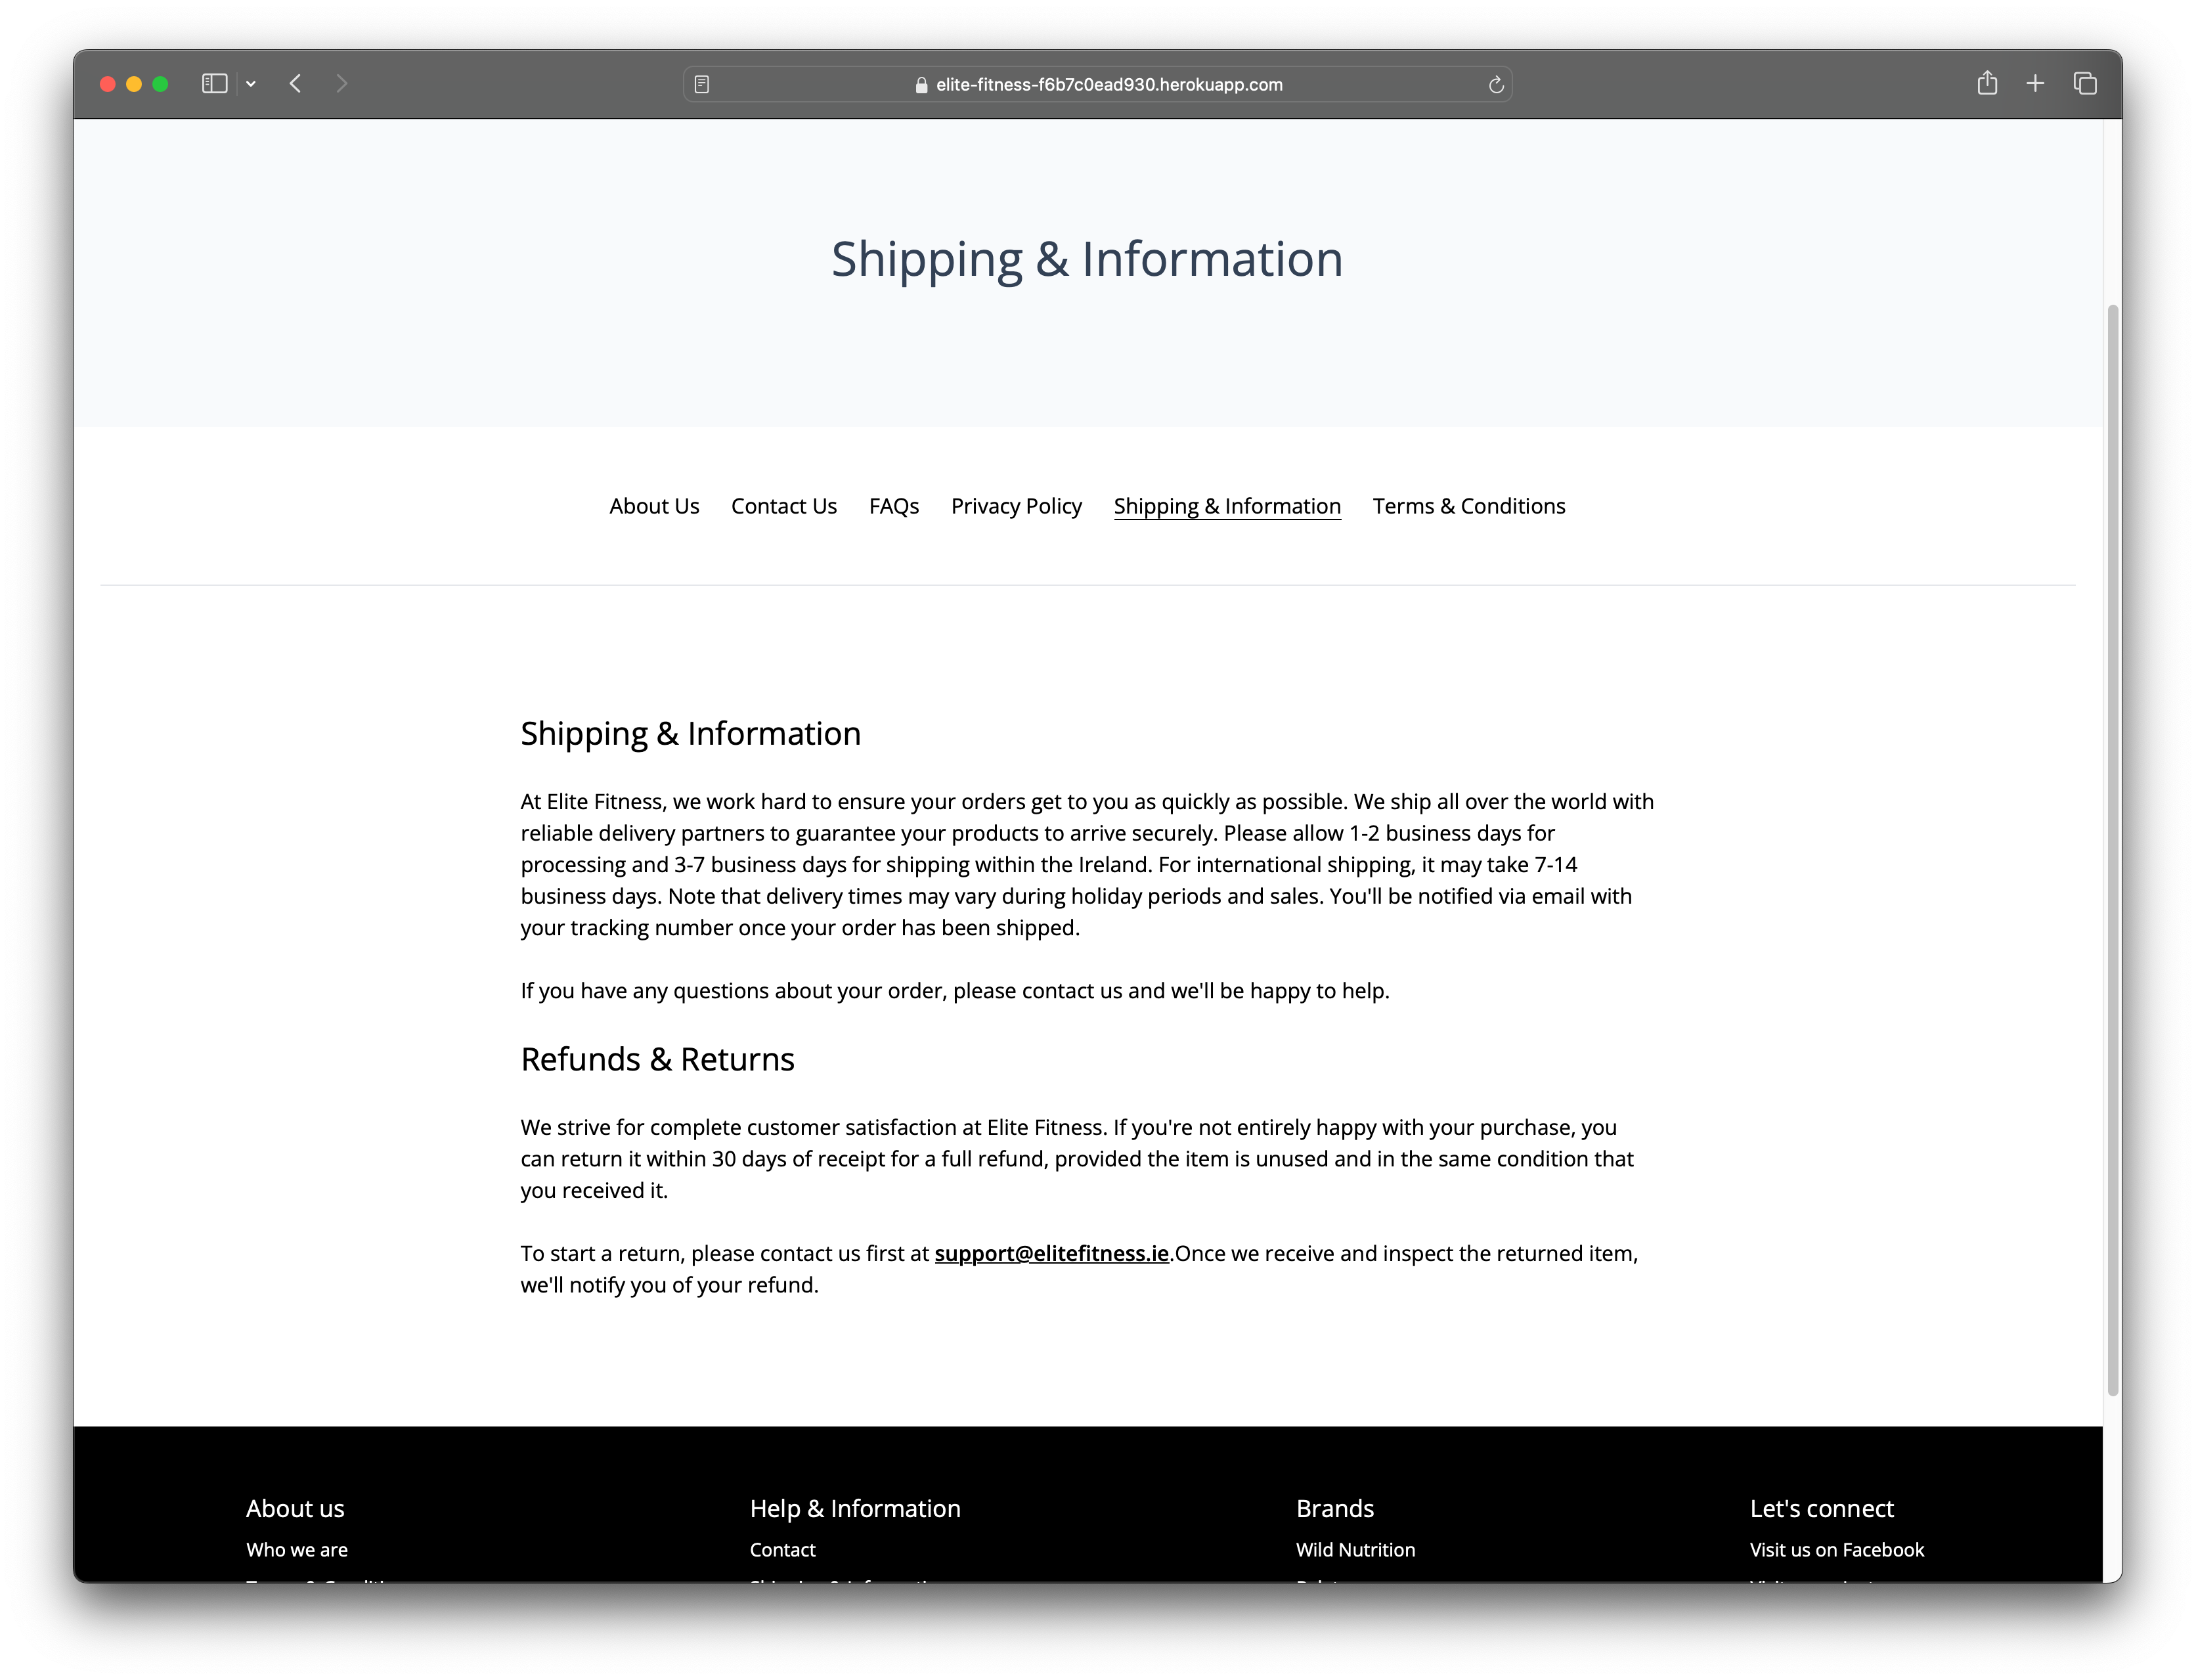 elite-fitness-f6b7c0ead930.herokuapp.com
Shipping & Information
About Us Contact Us FAQs Privacy Policy Shipping & Information Terms & Conditions
Shipping & Information
At Elite Fitness, we work hard to ensure your orders get to you as quickly as possible. We ship all over the world with
reliable delivery partners to guarantee your products to arrive securely. Please allow 1-2 business days for
processing and 3-7 business days for shipping within the Ireland. For international shipping, it may take 7-14
business days. Note that delivery times may vary during holiday periods and sales. You'll be notified via email with
your tracking number once your order has been shipped.
If you have any questions about your order, please contact us and we'll be happy to help.
Refunds & Returns
We strive for complete customer satisfaction at Elite Fitness. If you're not entirely happy with your purchase, you
can return it within 30 days of receipt for a full refund, provided the item is unused and in the same condition that
you received it.
To start a return, please contact us first at support@elitefitness.ie.Once we receive and inspect the returned item,
we'll notify you of your refund.
About us Help & Information Brands Let's connect
Who we are Contact Wild Nutrition Visit us on Facebook